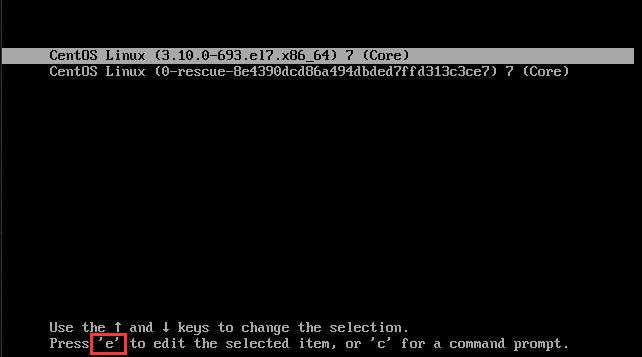 CentOS Linux (3.10.0-693.el7.x86_64) 7 (Core)
CentOS Linux (0-rescue-8e4390dcd86a494dbded7ffd313c3ce7) 7 (Core)
Use the ↑ and ↓ keys to change the selection.
Press 'e' to edit the selected item, or 'c' for a command prompt.